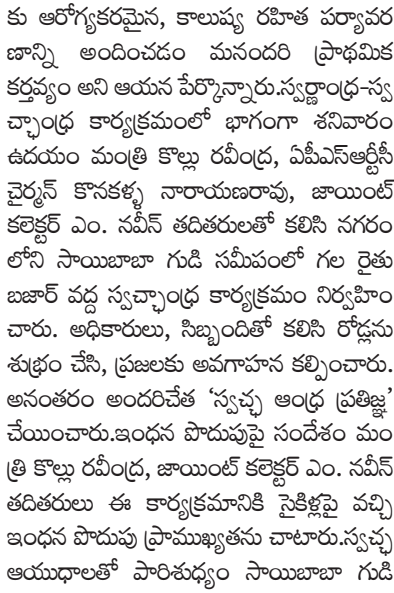 కు ఆరోగ్యకరమైన, కాలుష్య రహిత పర్యావర
ణాన్ని అందించడం మనందరి ప్రాథమిక
కర్తవ్యం అని ఆయన పేర్కొన్నారు.స్వర్ణాంధ్ర-స్వ
చ్ఛాంధ్ర కార్యక్రమంలో భాగంగా శనివారం
ఉదయం మంత్రి కొల్లు రవీంద్ర, ఏపీఎస్ఆర్టీసీ
చైర్మన్ కొనకళ్ళ నారాయణరావు, జాయింట్
కలెక్టర్ ఎం. నవీన్ తదితరులతో కలిసి నగరం
లోని సాయిబాబా గుడి సమీపంలో గల రైతు
బజార్ వద్ద స్వచ్ఛాంధ్ర కార్యక్రమం నిర్వహిం
చారు. అధికారులు, సిబ్బందితో కలిసి రోడ్లను
శుభ్రం చేసి, ప్రజలకు అవగాహన కల్పించారు.
అనంతరం అందరిచేత ‘స్వచ్ఛ ఆంధ్ర ప్రతిజ్ఞ’
చేయించారు.ఇంధన పొదుపుపై సందేశం మం
త్రి కొల్లు రవీంద్ర, జాయింట్ కలెక్టర్ ఎం. నవీన్
తదితరులు ఈ కార్యక్రమానికి సైకిళ్లపై వచ్చి
ఇంధన పొదుపు ప్రాముఖ్యతను చాటారు.స్వచ్ఛ
ఆయుధాలతో పారిశుధ్యం సాయిబాబా గుడి